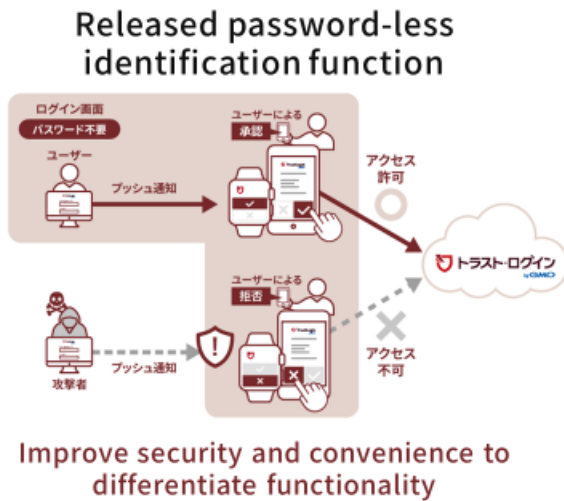 Released password-less
identification function
ログイン画面
パスワード不要
ユーザー
プッシュ通知
ユーザーによる
承認
アクセス
許可
トラスト・ログイン
byGMO
ユーザーによる
拒否
攻撃者
プッシュ通知
!
アクセス
不可
Improve security and convenience to
differentiate functionality